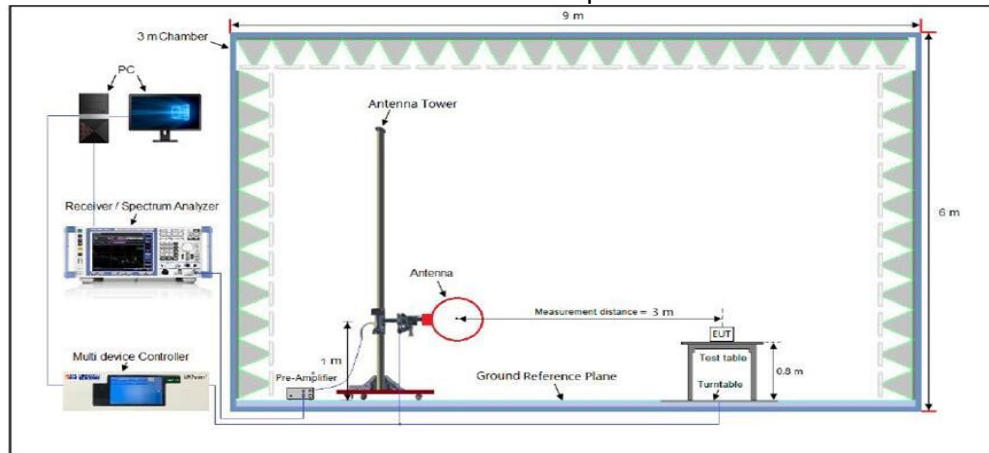 9 m
3 m Chamber
PC
Antenna Tower
Receiver / Spectrum Analyzer
6 m
Antenna
Measurement distance = 3 m
EUT
1 m
Multi device Controller
Test table
0.8 m
Pre-Amplifier
Ground Reference Plane
Turntable